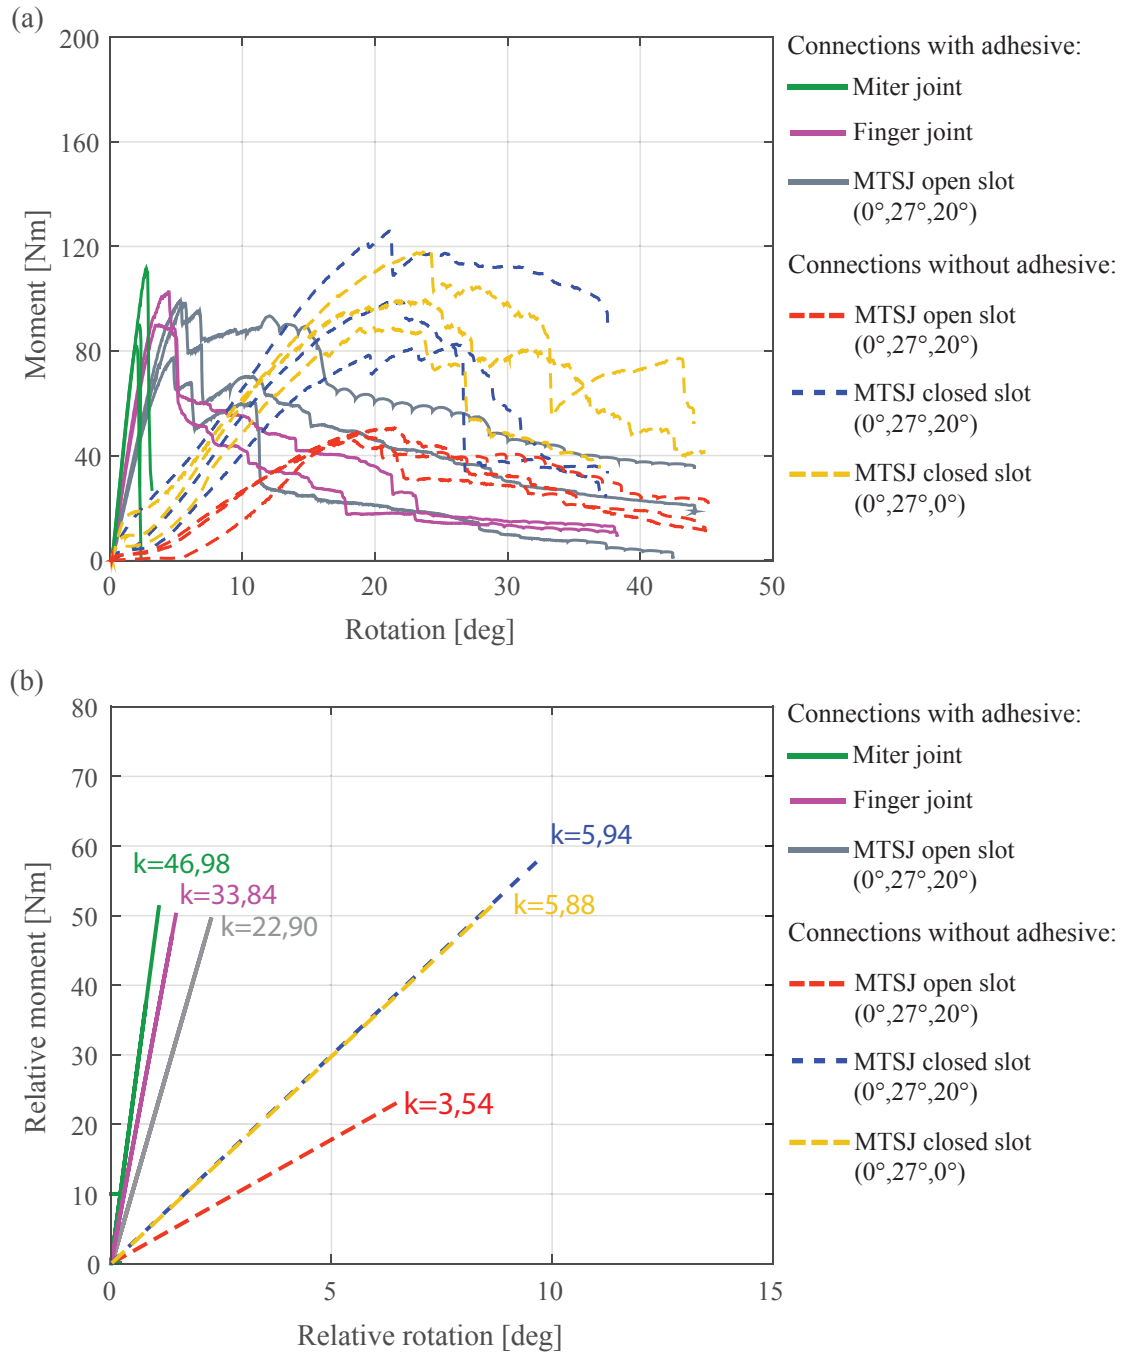 (a)
200
160
120
80
40
0
0 10 20 30 40 50
Moment [Nm]
Rotation [deg]
Connections with adhesive:
Miter joint
Finger joint
MTSJ open slot
(0°,27°,20°)
Connections without adhesive:
MTSJ open slot
(0°,27°,20°)
MTSJ closed slot
(0°,27°,20°)
MTSJ closed slot
(0°,27°,0°)
(b)
80
70
60
50
40
30
20
10
0
0 5 10 15
Relative moment [Nm]
Relative rotation [deg]
k=46,98
k=33,84
k=22,90
k=5,94
k=5,88
k=3,54
Connections with adhesive:
Miter joint
Finger joint
MTSJ open slot
(0°,27°,20°)
Connections without adhesive:
MTSJ open slot
(0°,27°,20°)
MTSJ closed slot
(0°,27°,20°)
MTSJ closed slot
(0°,27°,0°)